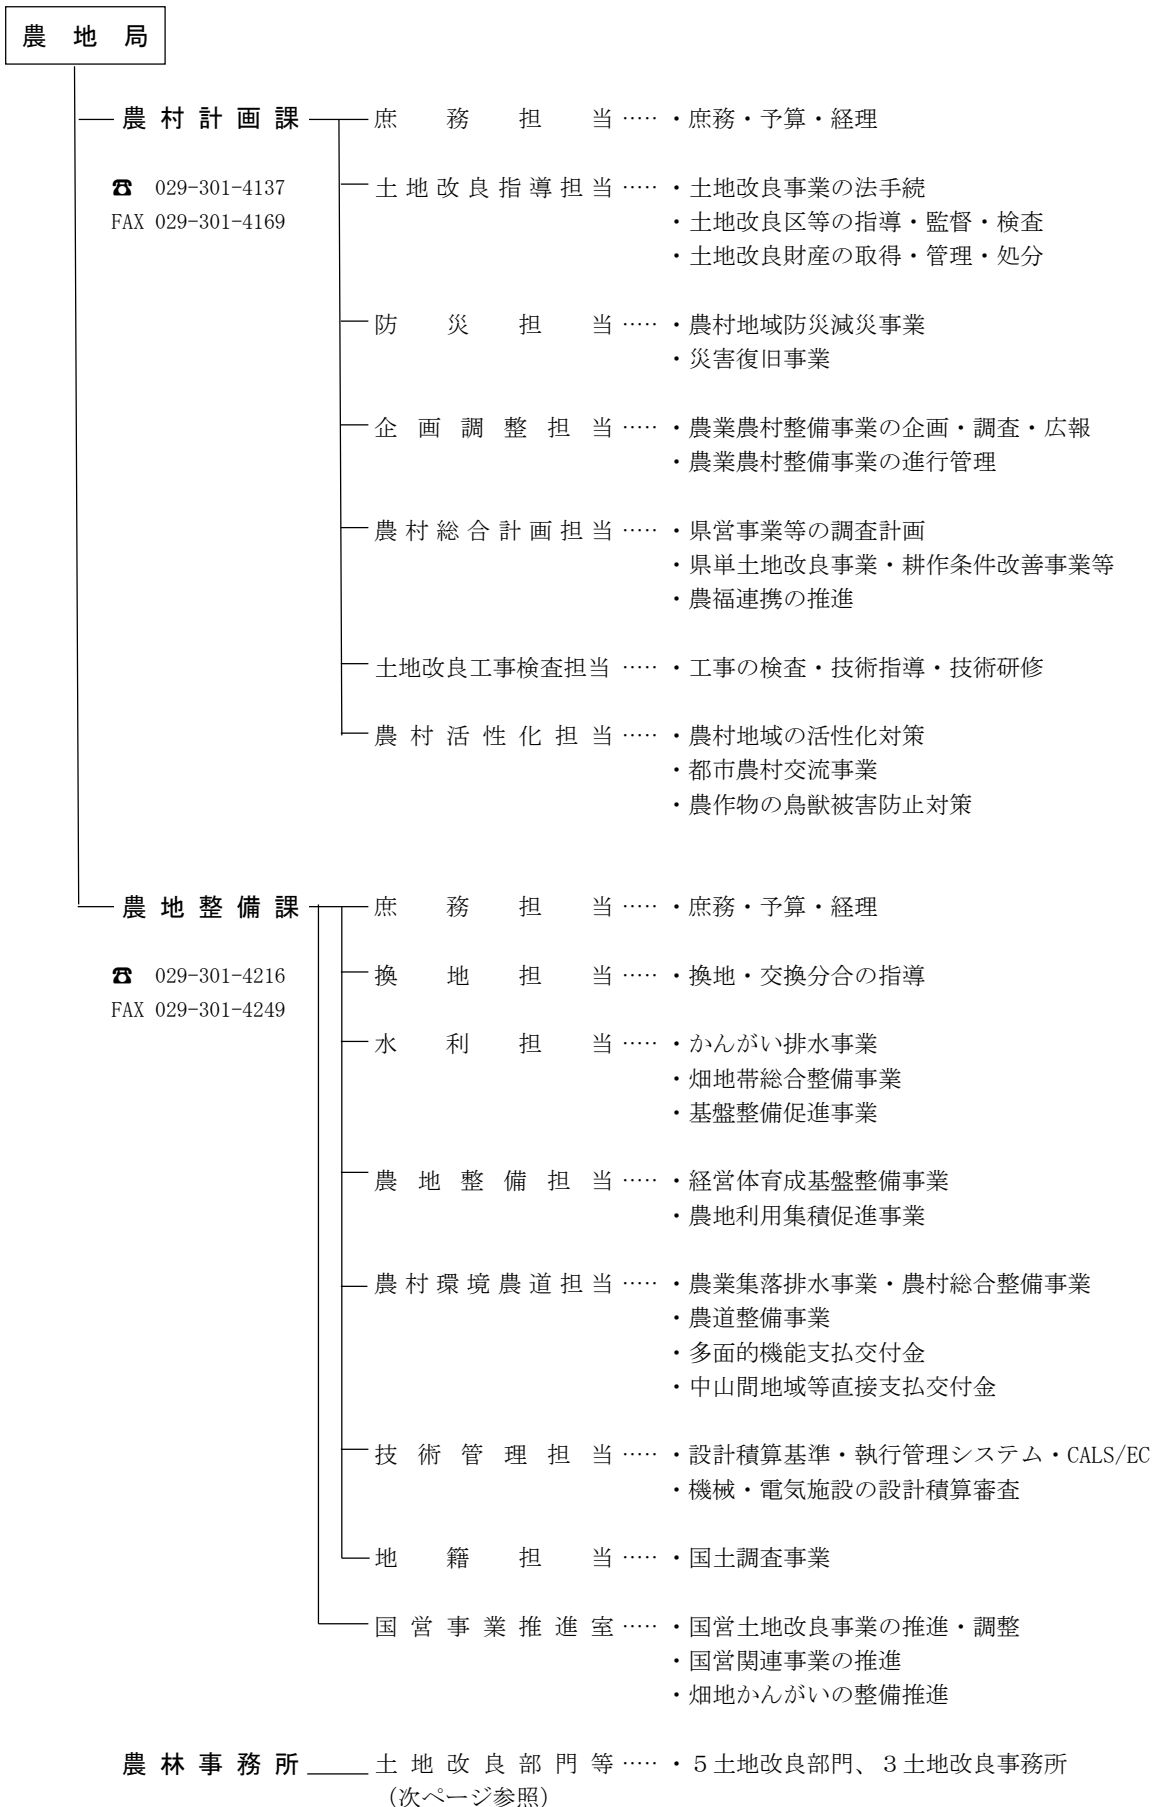 農 地 局
農村計画課 庶務担当 ····· ・庶務・予算・経理
☎ 029-301-4137 土地改良指導担当 ····· ・土地改良事業の法手続
FAX 029-301-4169 ・土地改良区等の指導・監督・検査
・土地改良財産の取得・管理・処分
防災担当 ····· ・農村地域防災減災事業
・災害復旧事業
企画調整担当 ····· ・農業農村整備事業の企画・調査・広報
・農業農村整備事業の進行管理
農村総合計画担当 ····· ・県営事業等の調査計画
・県単土地改良事業・耕作条件改善事業等
・農福連携の推進
土地改良工事検査担当 ····· ・工事の検査・技術指導・技術研修
農村活性化担当 ····· ・農村地域の活性化対策
・都市農村交流事業
・農作物の鳥獣被害防止対策
農地整備課 庶務担当 ····· ・庶務・予算・経理
☎ 029-301-4216 換地担当 ····· ・換地・交換分合の指導
FAX 029-301-4249
水利担当 ····· ・かんがい排水事業
・畑地帯総合整備事業
・基盤整備促進事業
農地整備担当 ····· ・経営体育成基盤整備事業
・農地利用集積促進事業
農村環境農道担当 ····· ・農業集落排水事業・農村総合整備事業
・農道整備事業
・多面的機能支払交付金
・中山間地域等直接支払交付金
技術管理担当 ····· ・設計積算基準・執行管理システム・CALS/EC
・機械・電気施設の設計積算審査
地籍担当 ····· ・国土調査事業
国営事業推進室 ····· ・国営土地改良事業の推進・調整
・国営関連事業の推進
・畑地かんがいの整備推進
農林事務所 土地改良部門等 ····· ・５土地改良部門、３土地改良事務所
（次ページ参照）